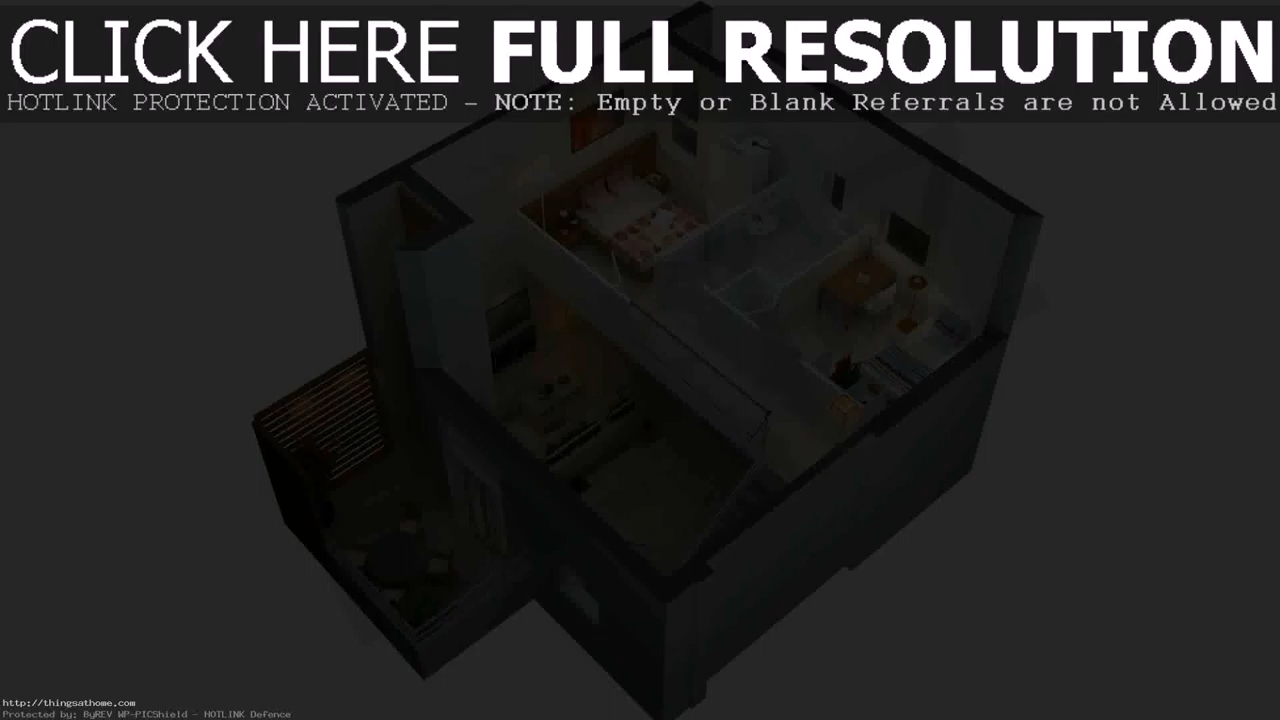 CLICK HERE FULL RESOLUTION
HOTLINK PROTECTION ACTIVATED – NOTE: Empty or Blank Referrals are not Allowed
http://thingsathome.com
Protected by: ByREV WP-PICShield – HOTLINK Defence